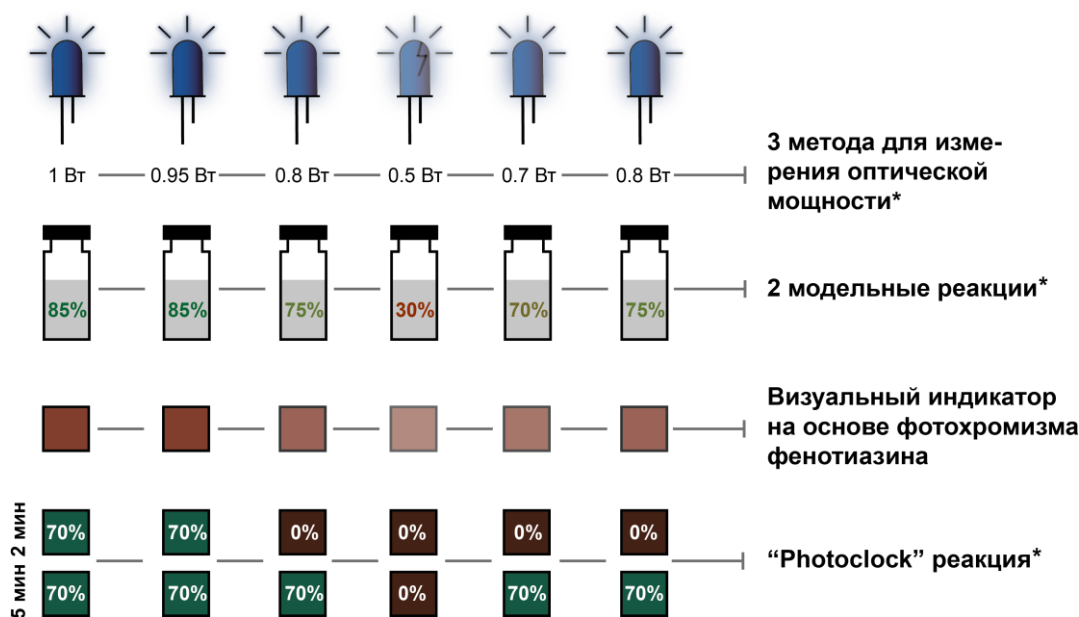 1 Вт 0.95 Вт 0.8 Вт 0.5 Вт 0.7 Вт 0.8 Вт
3 метода для изме-
рения оптической
мощности*
85% 85% 75% 30% 70% 75%
2 модельные реакции*
Визуальный индикатор
на основе фотохромизма
фенотиазина
2 мин
70% 70% 0% 0% 0% 0%
“Photoclock” реакция*
5 мин
70% 70% 70% 0% 70% 70%